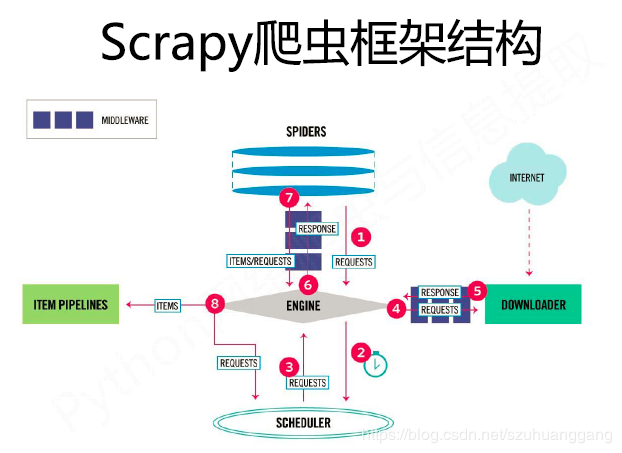 Scrapy爬虫框架结构
MIDDLEWARE
SPIDERS
INTERNET
7
RESPONSE
1
ITEMS/REQUESTS
REQUESTS
6
RESPONSE
5
ITEM PIPELINES
ITEMS
8
ENGINE
4
REQUESTS
DOWNLOADER
2
REQUESTS
3
REQUESTS
SCHEDULER
https://blog.csdn.net/szuhuanggang